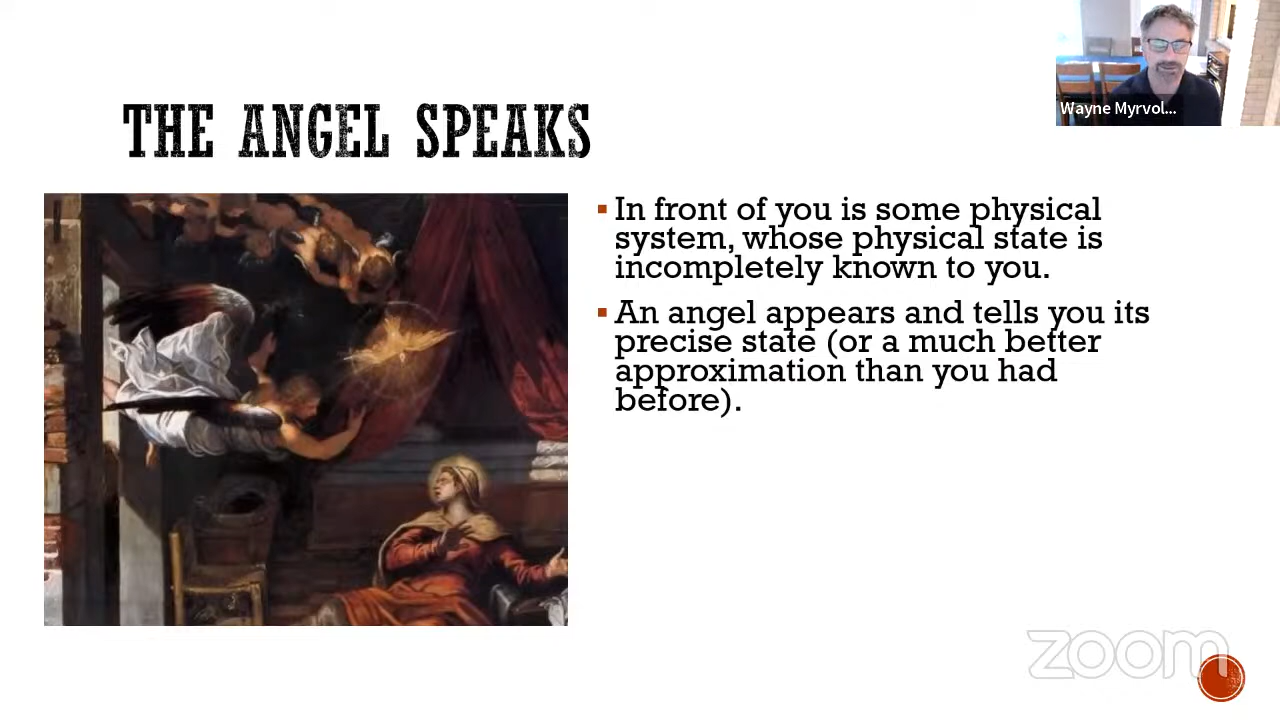 Wayne Myrvol...
THE ANGEL SPEAKS
▪ In front of you is some physical
system, whose physical state is
incompletely known to you.
▪ An angel appears and tells you its
precise state (or a much better
approximation than you had
before).
zoom